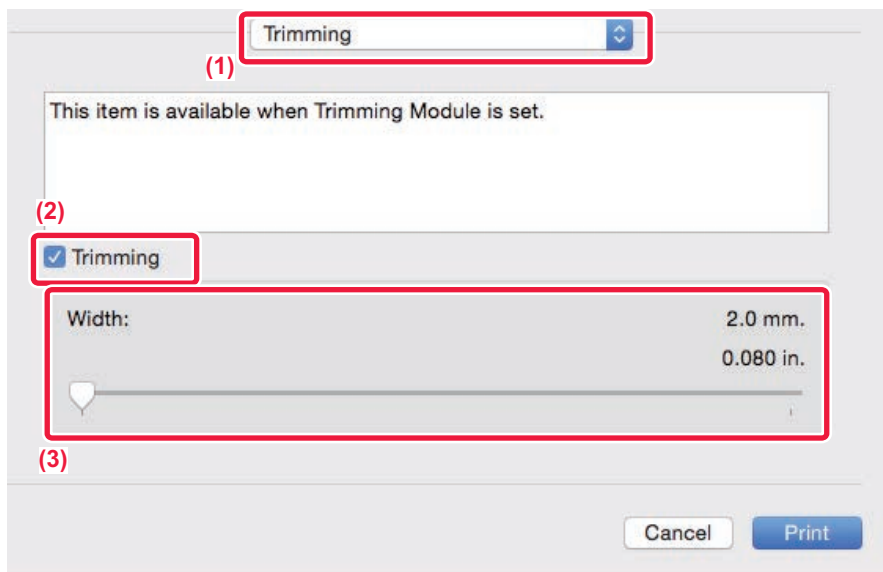 Trimming
(1)
This item is available when Trimming Module is set.
(2)
Trimming
Width:
2.0 mm.
0.080 in.
(3)
Cancel
Print